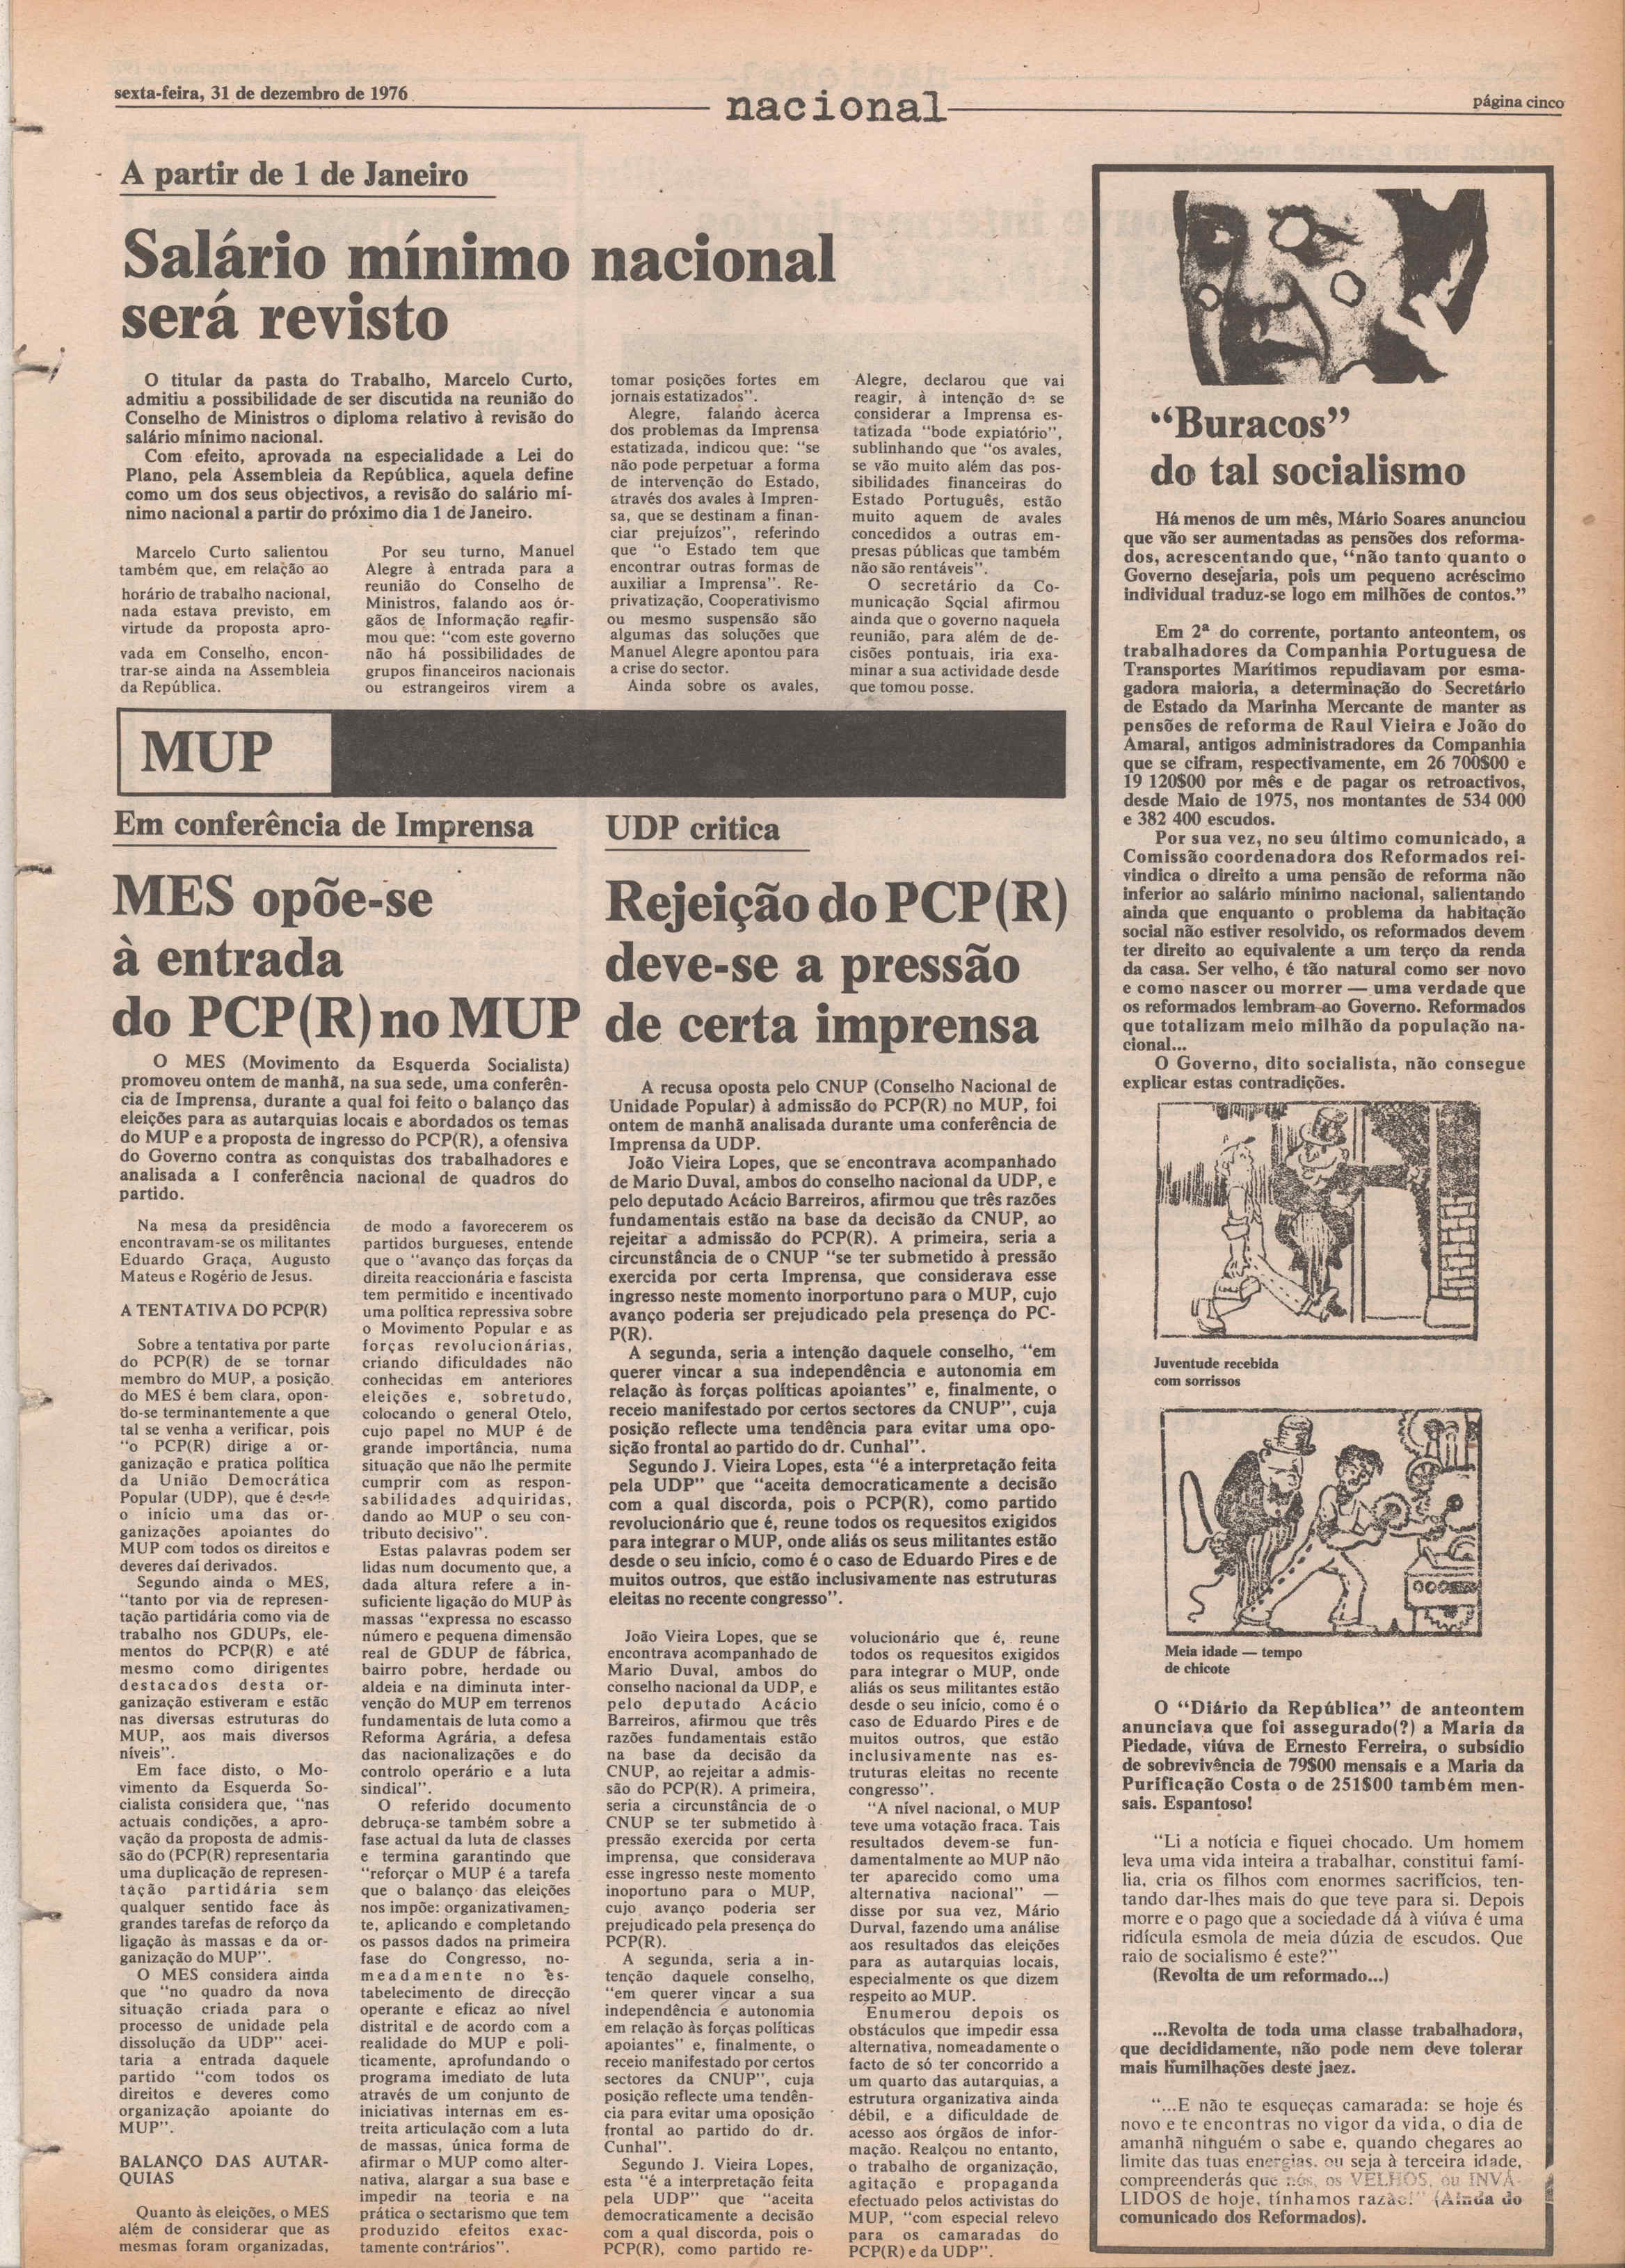 sexta-feira, 31 de dezembro de 1976
nacional
página cinco
A partir de 1 de Janeiro
Salário mínimo nacional
será revisto
O titular da pasta do Trabalho, Marcelo Curto,
admitiu a possibilidade de ser discutida na reunião do
Conselho de Ministros o diploma relativo à revisão do
salário mínimo nacional.
Com efeito, aprovada na especialidade a Lei do
Plano, pela Assembleia da República, aquela define
como um dos seus objectivos, a revisão do salário mí-
nimo nacional a partir do próximo dia 1 de Janeiro.
Marcelo Curto salientou
também que, em relação ao
horário de trabalho nacional,
nada estava previsto, em
virtude da proposta apro-
vada em Conselho, encon-
trar-se ainda na Assembleia
da República.
Por seu turno, Manuel
Alegre à entrada para a
reunião do Conselho de
Ministros, falando aos ór-
gãos de Informação reafir-
mou que: "com este governo
não há possibilidades de
grupos financeiros nacionais
ou estrangeiros virem a
tomar posições fortes em
jornais estatizados".
Alegre, falando àcerca
dos problemas da Imprensa
estatizada, indicou que: "se
não pode perpetuar a forma
de intervenção do Estado,
através dos avales à Impren-
sa, que se destinam a finan-
ciar prejuízos", referindo
que "o Estado tem que
encontrar outras formas de
auxiliar a Imprensa". Re-
privatização, Cooperativismo
ou mesmo suspensão são
algumas das soluções que
Manuel Alegre apontou para
a crise do sector.
Ainda sobre os avales,
Alegre, declarou que vai
reagir, à intenção de se
considerar a Imprensa es-
tatizada "bode expiatório",
sublinhando que "os avales,
se vão muito além das pos-
sibilidades financeiras do
Estado Português, estão
muito aquem de avales
concedidos a outras em-
presas públicas que também
não são rentáveis".
O secretário da Co-
municação Social afirmou
ainda que o governo naquela
reunião, para além de de-
cisões pontuais, iria exa-
minar a sua actividade desde
que tomou posse.
MUP
Em conferência de Imprensa
MES opõe-se
à entrada
do PCP(R) no MUP
O MES (Movimento da Esquerda Socialista)
promoveu ontem de manhã, na sua sede, uma conferên-
cia de Imprensa, durante a qual foi feito o balanço das
eleições para as autarquias locais e abordados os temas
do MUP e a proposta de ingresso do PCP(R), a ofensiva
do Governo contra as conquistas dos trabalhadores e
analisada a I conferência nacional de quadros do
partido.
Na mesa da presidência
encontravam-se os militantes
Eduardo Graça, Augusto
Mateus e Rogério de Jesus.
A TENTATIVA DO PCP(R)
Sobre a tentativa por parte
do PCP(R) de se tornar
membro do MUP, a posição
do MES é bem clara, opon-
do-se terminantemente a que
tal se venha a verificar, pois
"o PCP(R) dirige a or-
ganização e pratica política
da União Democrática
Popular (UDP), que é desde
o início uma das or-
ganizações apoiantes do
MUP com todos os direitos e
deveres daí derivados.
Segundo ainda o MES,
"tanto por via de represen-
tação partidária como via de
trabalho nos GDUPs, ele-
mentos do PCP(R) e até
mesmo como dirigentes
destacados desta or-
ganização estiveram e estão
nas diversas estruturas do
MUP, aos mais diversos
níveis".
Em face disto, o Mo-
vimento da Esquerda So-
cialista considera que, "nas
actuais condições, a apro-
vação da proposta de admis-
são do (PCP(R) representaria
uma duplicação de represen-
tação partidária sem
qualquer sentido face às
grandes tarefas de reforço da
ligação às massas e da or-
ganização do MUP".
O MES considera ainda
que "no quadro da nova
situação criada para o
processo de unidade pela
dissolução da UDP" acei-
taria a entrada daquele
partido "com todos os
direitos e deveres como
organização apoiante do
MUP".
BALANÇO DAS AUTAR-
QUIAS
Quanto às eleições, o MES
além de considerar que as
mesmas foram organizadas,
de modo a favorecerem os
partidos burgueses, entende
que o "avanço das forças da
direita reaccionária e fascista
tem permitido e incentivado
uma política repressiva sobre
o Movimento Popular e as
forças revolucionárias,
criando dificuldades não
conhecidas em anteriores
eleições e, sobretudo,
colocando o general Otelo,
cujo papel no MUP é de
grande importância, numa
situação que não lhe permite
cumprir com as respon-
sabilidades adquiridas,
dando ao MUP o seu con-
tributo decisivo".
Estas palavras podem ser
lidas num documento que, a
dada altura refere a in-
suficiente ligação do MUP às
massas "expressa no escasso
número e pequena dimensão
real de GDUP de fábrica,
bairro pobre, herdade ou
aldeia e na diminuta inter-
venção do MUP em terrenos
fundamentais de luta como a
Reforma Agrária, a defesa
das nacionalizações e do
controlo operário e a luta
sindical".
O referido documento
debruça-se também sobre a
fase actual da luta de classes
e termina garantindo que
"reforçar o MUP é a tarefa
que o balanço das eleições
nos impõe: organizativamen-
te, aplicando e completando
os passos dados na primeira
fase do Congresso, no-
meadamente no es-
tabelecimento de direcção
operante e eficaz ao nível
distrital e de acordo com a
realidade do MUP e poli-
ticamente, aprofundando o
programa imediato de luta
através de um conjunto de
iniciativas internas em es-
treita articulação com a luta
de massas, única forma de
afirmar o MUP como alter-
nativa, alargar a sua base e
impedir na teoria e na
prática o sectarismo que tem
produzido efeitos exac-
tamente contrários".
UDP critica
Rejeição do PCP(R)
deve-se a pressão
de certa imprensa
A recusa oposta pelo CNUP (Conselho Nacional de
Unidade Popular) à admissão do PCP(R) no MUP, foi
ontem de manhã analisada durante uma conferência de
Imprensa da UDP.
João Vieira Lopes, que se encontrava acompanhado
de Mario Duval, ambos do conselho nacional da UDP, e
pelo deputado Acácio Barreiros, afirmou que três razões
fundamentais estão na base da decisão da CNUP, ao
rejeitar a admissão do PCP(R). A primeira, seria a
circunstância de o CNUP "se ter submetido à pressão
exercida por certa Imprensa, que considerava esse
ingresso neste momento inorportuno para o MUP, cujo
avanço poderia ser prejudicado pela presença do PC-
P(R).
A segunda, seria a intenção daquele conselho, "em
querer vincar a sua independência e autonomia em
relação às forças políticas apoiantes" e, finalmente, o
receio manifestado por certos sectores da CNUP", cuja
posição reflecte uma tendência para evitar uma opo-
sição frontal ao partido do dr. Cunhal".
Segundo J. Vieira Lopes, esta "é a interpretação feita
pela UDP" que "aceita democraticamente a decisão
com a qual discorda, pois o PCP(R), como partido
revolucionário que é, reune todos os requesitos exigidos
para integrar o MUP, onde aliás os seus militantes estão
desde o seu início, como é o caso de Eduardo Pires e de
muitos outros, que estão inclusivamente nas estruturas
eleitas no recente congresso".
João Vieira Lopes, que se
encontrava acompanhado de
Mario Duval, ambos do
conselho nacional da UDP, e
pelo deputado Acácio
Barreiros, afirmou que três
razões fundamentais estão
na base da decisão da
CNUP, ao rejeitar a admis-
são do PCP(R). A primeira,
seria a circunstância de o
CNUP se ter submetido à
pressão exercida por certa
imprensa, que considerava
esse ingresso neste momento
inoportuno para o MUP,
cujo avanço poderia ser
prejudicado pela presença do
PCP(R).
A segunda, seria a in-
tenção daquele conselho,
"em querer vincar a sua
independência e autonomia
em relação às forças políticas
apoiantes" e, finalmente, o
receio manifestado por certos
sectores da CNUP", cuja
posição reflecte uma tendên-
cia para evitar uma oposição
frontal ao partido do dr.
Cunhal".
Segundo J. Vieira Lopes,
esta "é a interpretação feita
pela UDP" que "aceita
democraticamente a decisão
com a qual discorda, pois o
PCP(R), como partido re-
volucionário que é, reune
todos os requesitos exigidos
para integrar o MUP, onde
aliás os seus militantes estão
desde o seu início, como é o
caso de Eduardo Pires e de
muitos outros, que estão
inclusivamente nas es-
truturas eleitas no recente
congresso".
"A nível nacional, o MUP
teve uma votação fraca. Tais
resultados devem-se fun-
damentalmente ao MUP não
ter aparecido como uma
alternativa nacional" —
disse por sua vez, Mário
Durval, fazendo uma análise
aos resultados das eleições
para as autarquias locais,
especialmente os que dizem
respeito ao MUP.
Enumerou depois os
obstáculos que impedir essa
alternativa, nomeadamente o
facto de só ter concorrido a
um quarto das autarquias, a
estrutura organizativa ainda
débil, e a dificuldade de
acesso aos órgãos de infor-
mação. Realçou no entanto,
o trabalho de organização,
agitação e propaganda
efectuado pelos activistas do
MUP, "com especial relevo
para os camaradas do
PCP(R) e da UDP".
"Buracos"
do tal socialismo
Há menos de um mês, Mário Soares anunciou
que vão ser aumentadas as pensões dos reforma-
dos, acrescentando que, "não tanto quanto o
Governo desejaria, pois um pequeno acréscimo
individual traduz-se logo em milhões de contos."
Em 2ª do corrente, portanto anteontem, os
trabalhadores da Companhia Portuguesa de
Transportes Marítimos repudiavam por esma-
gadora maioria, a determinação do Secretário
de Estado da Marinha Mercante de manter as
pensões de reforma de Raul Vieira e João do
Amaral, antigos administradores da Companhia
que se cifram, respectivamente, em 26 700$00 e
19 120$00 por mês e de pagar os retroactivos,
desde Maio de 1975, nos montantes de 534 000
e 382 400 escudos.
Por sua vez, no seu último comunicado, a
Comissão coordenadora dos Reformados rei-
vindica o direito a uma pensão de reforma não
inferior ao salário mínimo nacional, salientando
ainda que enquanto o problema da habitação
social não estiver resolvido, os reformados devem
ter direito ao equivalente a um terço da renda
da casa. Ser velho, é tão natural como ser novo
e como nascer ou morrer — uma verdade que
os reformados lembram ao Governo. Reformados
que totalizam meio milhão da população na-
cional...
O Governo, dito socialista, não consegue
explicar estas contradições.
Juventude recebida
com sorrissos
Meia idade — tempo
de chicote
O "Diário da República" de anteontem
anunciava que foi assegurado(?) a Maria da
Piedade, viúva de Ernesto Ferreira, o subsídio
de sobrevivência de 79$00 mensais e a Maria da
Purificação Costa o de 251$00 também men-
sais. Espantoso!
"Li a notícia e fiquei chocado. Um homem
leva uma vida inteira a trabalhar, constitui famí-
lia, cria os filhos com enormes sacrifícios, ten-
tando dar-lhes mais do que teve para si. Depois
morre e o pago que a sociedade dá à viúva é uma
ridícula esmola de meia dúzia de escudos. Que
raio de socialismo é este?"
(Revolta de um reformado...)
...Revolta de toda uma classe trabalhadora,
que decididamente, não pode nem deve tolerar
mais humilhações deste jaez.
"...E não te esqueças camarada: se hoje és
novo e te encontras no vigor da vida, o dia de
amanhã ninguém o sabe e, quando chegares ao
limite das tuas energias, ou seja à terceira idade,
compreenderás que nós, os VELHOS, ou INVÁ-
LIDOS de hoje, tínhamos razão!" (Ainda do
comunicado dos Reformados).